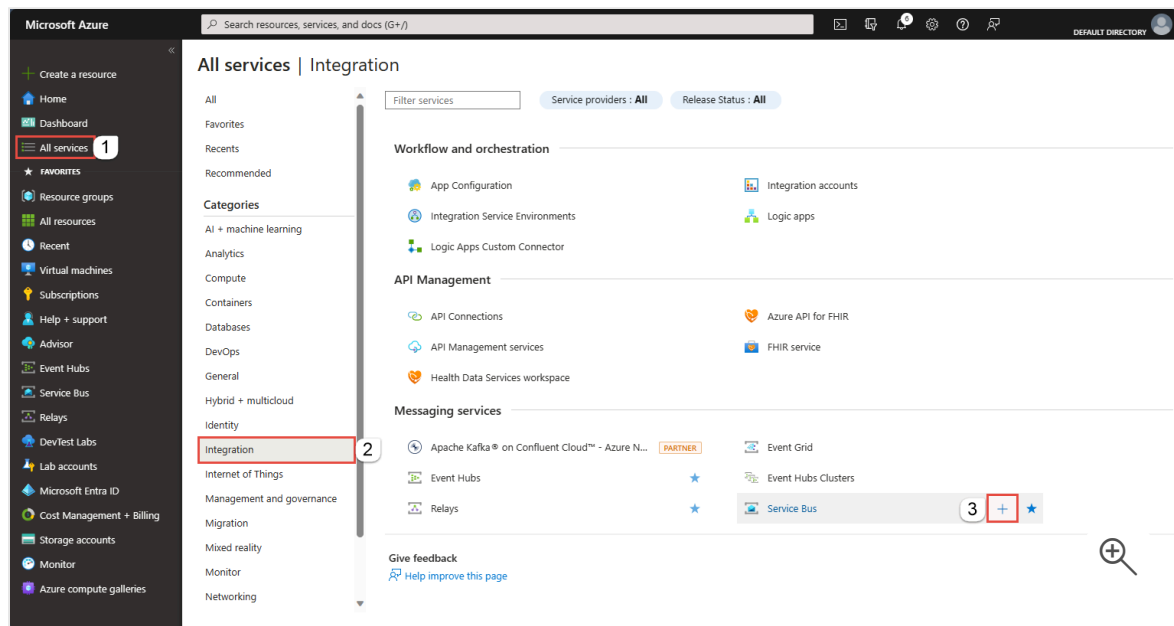 Microsoft Azure
Search resources, services, and docs (G+/)
6
DEFAULT DIRECTORY
«
Create a resource
Home
Dashboard
All services
1
FAVORITES
Resource groups
All resources
Recent
Virtual machines
Subscriptions
Help + support
Advisor
Event Hubs
Service Bus
Relays
DevTest Labs
Lab accounts
Microsoft Entra ID
Cost Management + Billing
Storage accounts
Monitor
Azure compute galleries
All services | Integration
All
Favorites
Recents
Recommended
Categories
AI + machine learning
Analytics
Compute
Containers
Databases
DevOps
General
Hybrid + multicloud
Identity
Integration
2
Internet of Things
Management and governance
Migration
Mixed reality
Monitor
Networking
Filter services
Service providers : All
Release Status : All
Workflow and orchestration
App Configuration
Integration accounts
Integration Service Environments
Logic apps
Logic Apps Custom Connector
API Management
API Connections
Azure API for FHIR
API Management services
FHIR service
Health Data Services workspace
Messaging services
Apache Kafka® on Confluent Cloud™ - Azure N...
PARTNER
Event Grid
Event Hubs
Event Hubs Clusters
Relays
Service Bus
3
Give feedback
Help improve this page